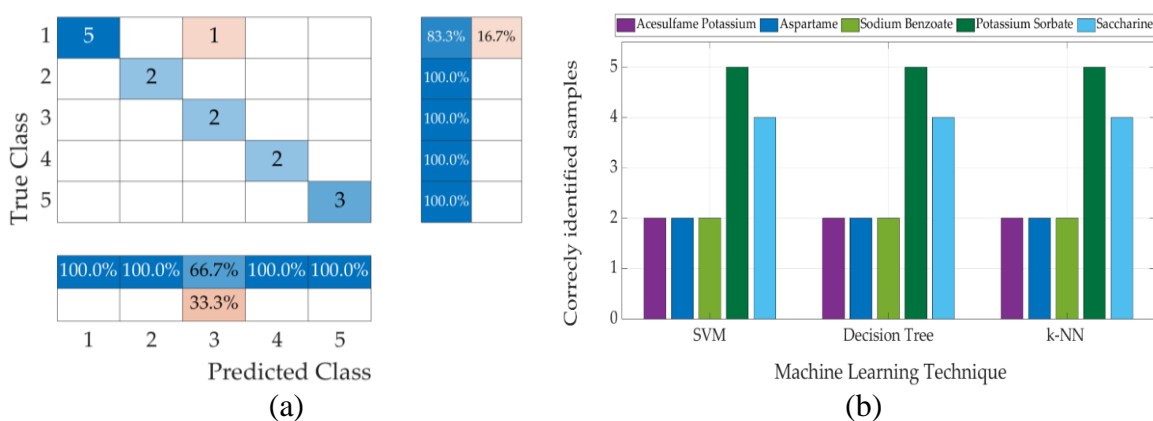 1 5 1 83.3% 16.7%
2 2 100.0%
3 2 100.0%
4 2 100.0%
5 3 100.0%
True Class
100.0% 100.0% 66.7% 100.0% 100.0%
33.3%
1 2 3 4 5
Predicted Class
(a)
Acesulfame Potassium Aspartame Sodium Benzoate Potassium Sorbate Saccharine
5
4
3
2
1
0
Correcly identified samples
SVM Decision Tree k-NN
Machine Learning Technique
(b)